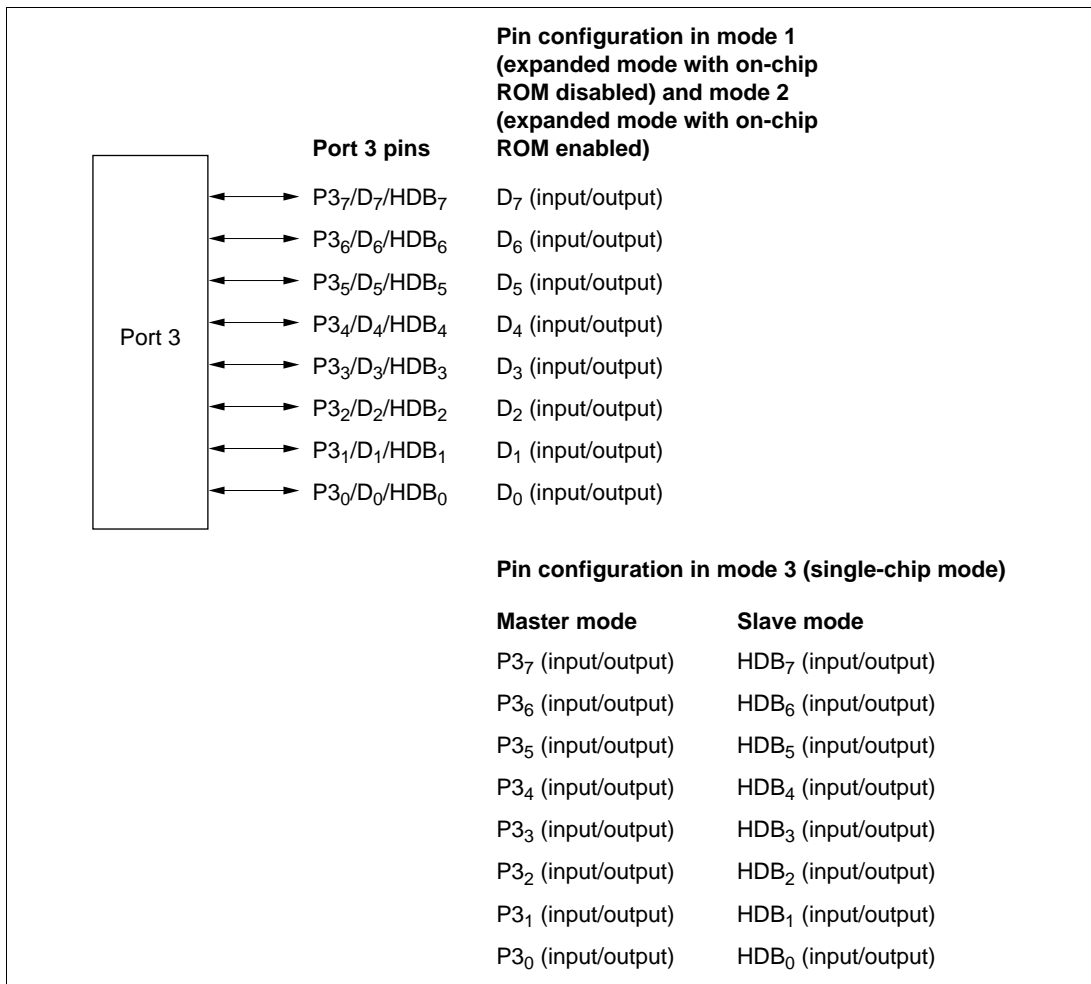 Pin configuration in mode 1
(expanded mode with on-chip
ROM disabled) and mode 2
(expanded mode with on-chip
Port 3 pins ROM enabled)
P3₇/D₇/HDB₇ D₇ (input/output)
P3₆/D₆/HDB₆ D₆ (input/output)
P3₅/D₅/HDB₅ D₅ (input/output)
P3₄/D₄/HDB₄ D₄ (input/output)
Port 3
P3₃/D₃/HDB₃ D₃ (input/output)
P3₂/D₂/HDB₂ D₂ (input/output)
P3₁/D₁/HDB₁ D₁ (input/output)
P3₀/D₀/HDB₀ D₀ (input/output)
Pin configuration in mode 3 (single-chip mode)
Master mode Slave mode
P3₇ (input/output) HDB₇ (input/output)
P3₆ (input/output) HDB₆ (input/output)
P3₅ (input/output) HDB₅ (input/output)
P3₄ (input/output) HDB₄ (input/output)
P3₃ (input/output) HDB₃ (input/output)
P3₂ (input/output) HDB₂ (input/output)
P3₁ (input/output) HDB₁ (input/output)
P3₀ (input/output) HDB₀ (input/output)